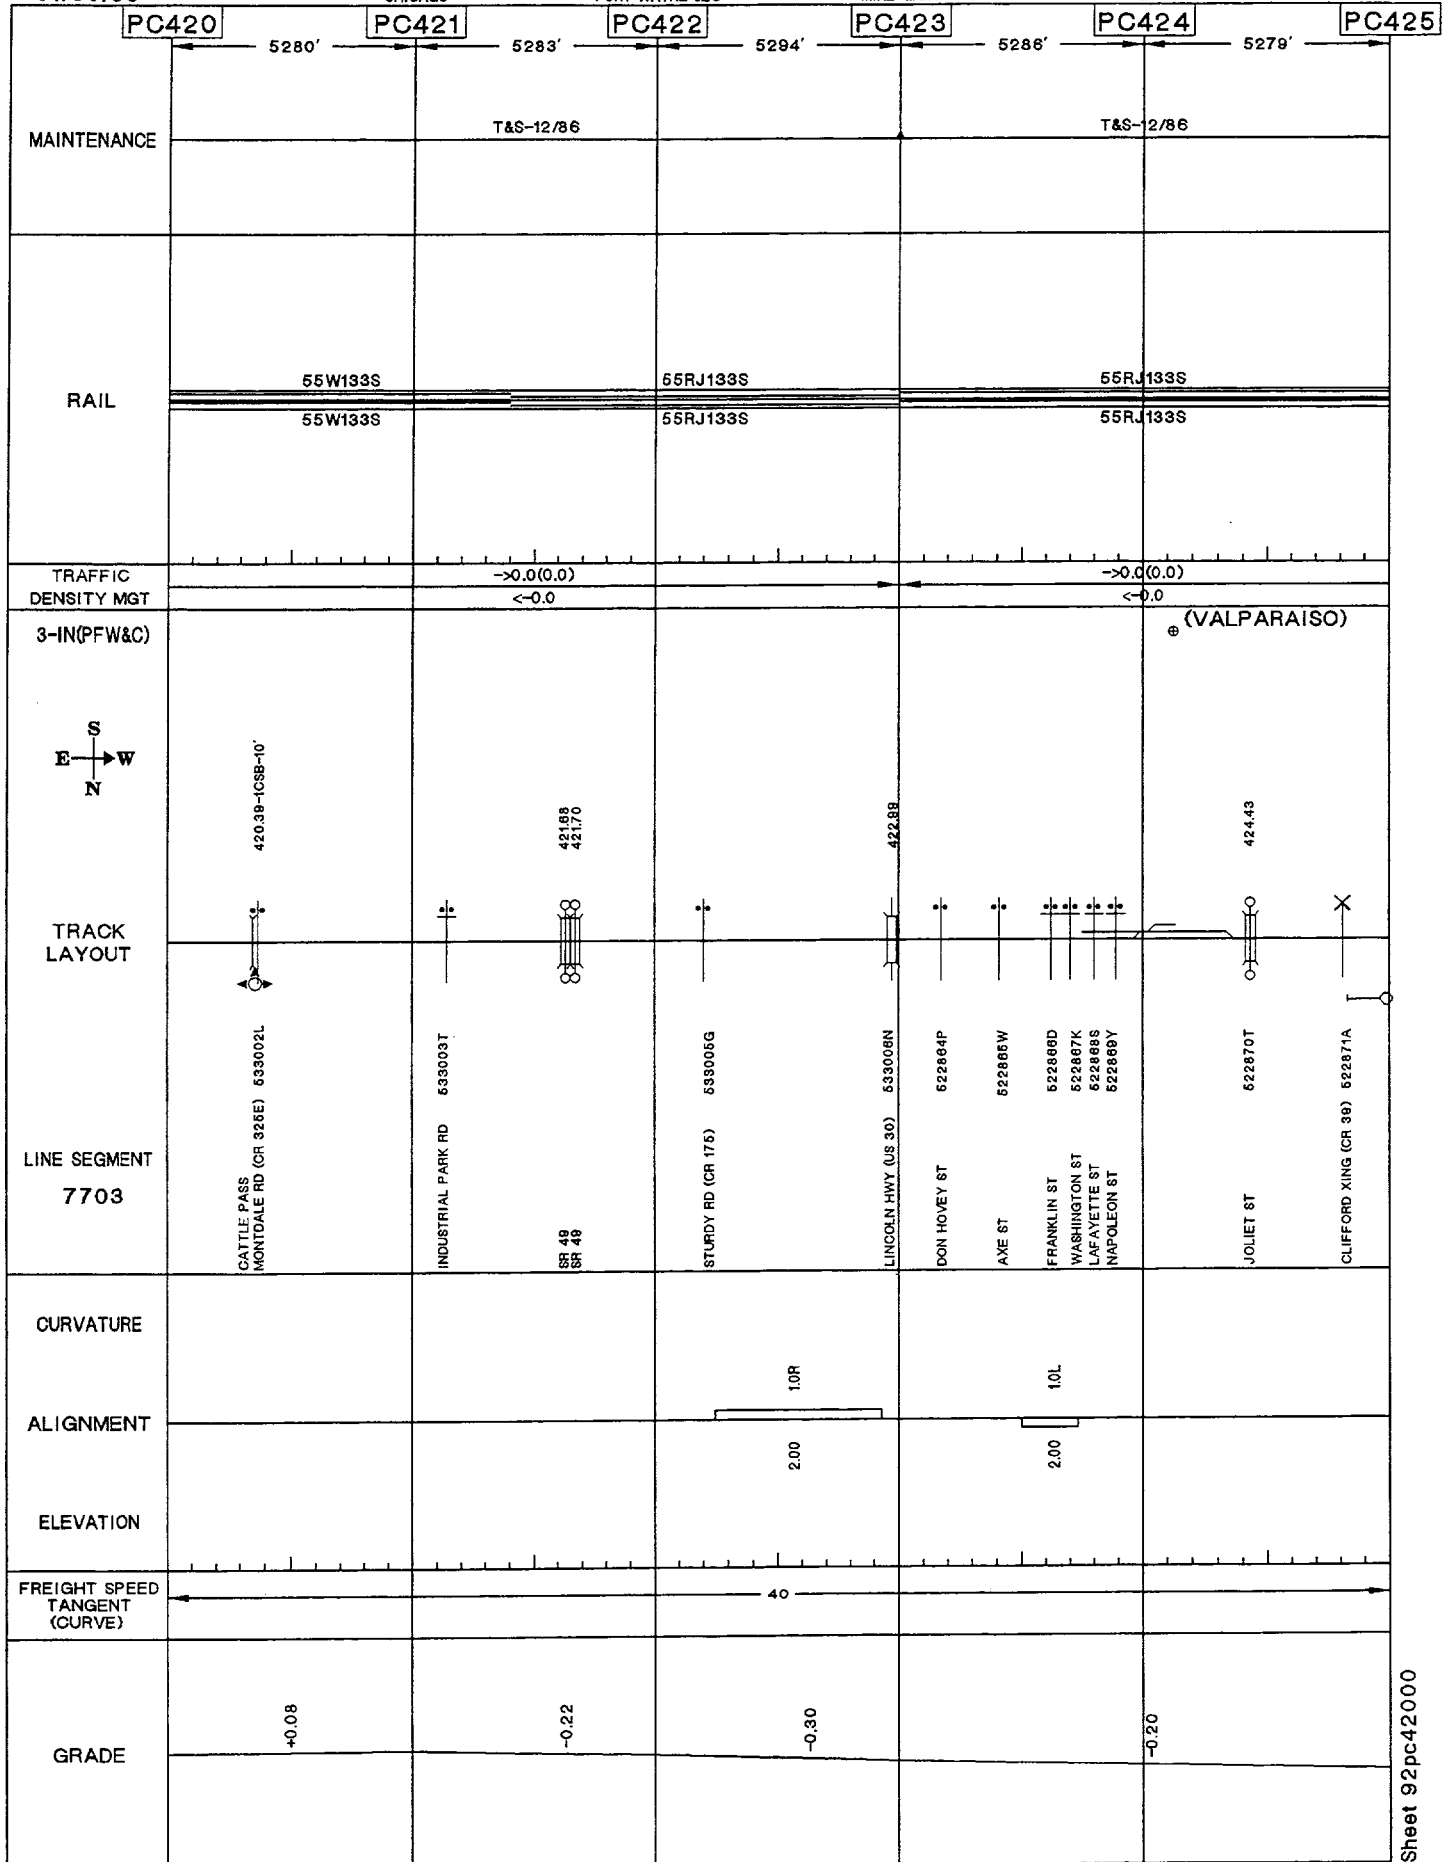 PC420 PC421 PC422 PC423 PC424 PC425
5280' 5283' 5294' 5286' 5279'
MAINTENANCE
T&S-12/86 T&S-12/86
RAIL
55W133S 55RJ133S 55RJ133S
55W133S 55RJ133S 55RJ133S
TRAFFIC
DENSITY MGT
->0.0(0.0) ->0.0(0.0)
<-0.0 <-0.0
3-IN(PFW&C)
(VALPARAISO)
S
E W
N
420.39-1CSB-10'
421.68
421.70
422.99
424.43
TRACK
LAYOUT
LINE SEGMENT
7703
CATTLE PASS
MONTDALE RD (CR 325E) 533002L
INDUSTRIAL PARK RD 533003T
SR 49
SR 49
STURDY RD (CR 175) 533005G
LINCOLN HWY (US 30) 533006N
DON HOVEY ST 522864P
AXE ST 522865W
FRANKLIN ST 522866D
WASHINGTON ST 522867K
LAFAYETTE ST 522868S
NAPOLEON ST 522869Y
JOLIET ST 522870T
CLIFFORD XING (CR 39) 522871A
CURVATURE
1.0R 1.0L
ALIGNMENT
2.00 2.00
ELEVATION
FREIGHT SPEED
TANGENT
(CURVE)
40
GRADE
+0.08 -0.22 -0.30 -0.20
Sheet 92pc42000